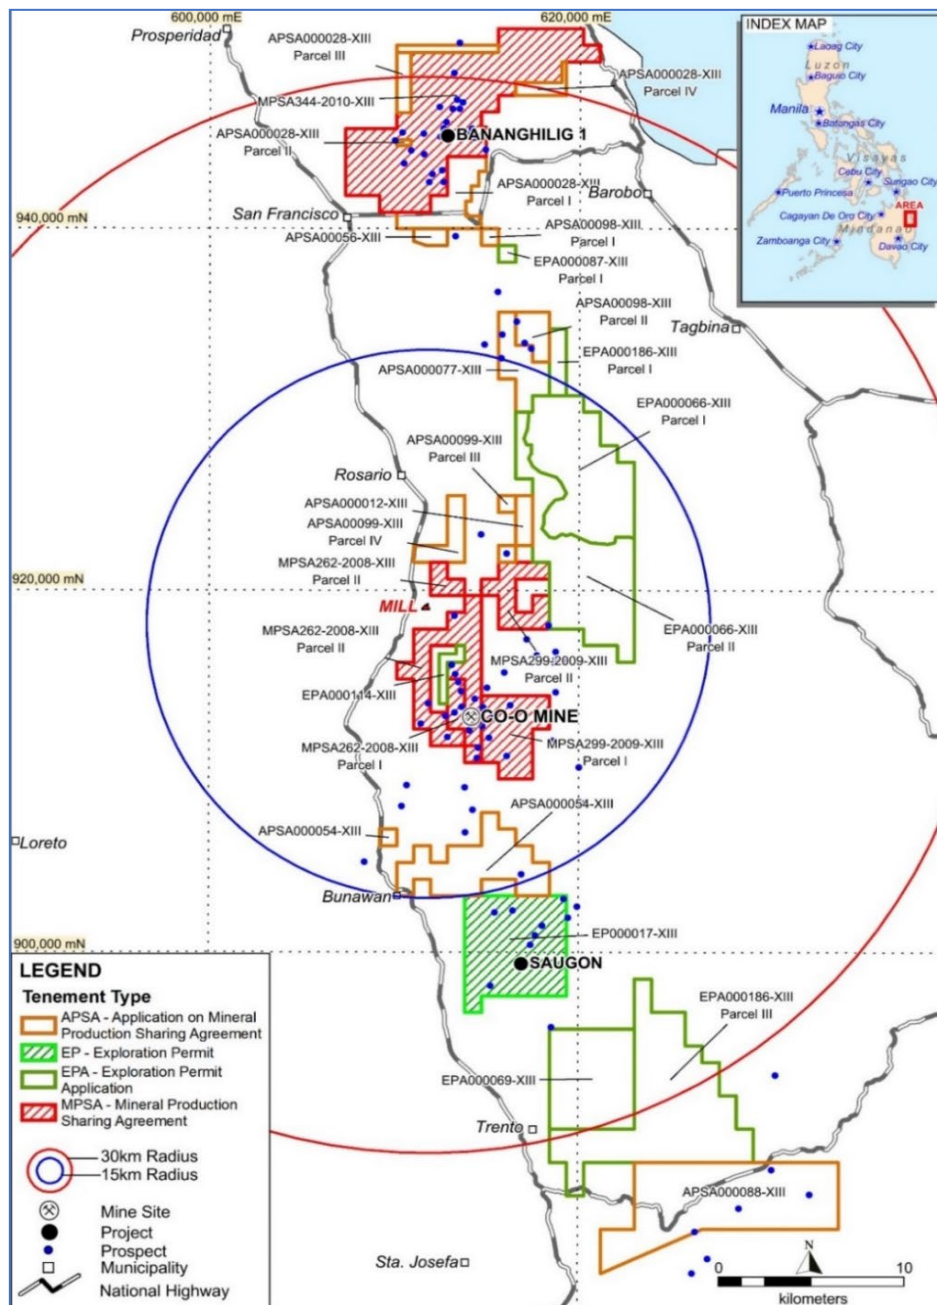 600,000 mE
620,000 mE
INDEX MAP
Laoag City
Luzon
Baguio City
Manila
Batangas City
Visayas
Cebu City
Surigao City
Puerto Princesa
AREA
Cagayan De Oro City
Mindanao
Zamboanga City
Davao City
Prosperidad
APSA000028-XIII
Parcel III
APSA000028-XIII
Parcel IV
MPSA344-2010-XIII
APSA000028-XIII
Parcel II
BANANGHILIG 1
APSA000028-XIII
Parcel I
Barobo
940,000 mN
San Francisco
APSA00056-XIII
APSA00098-XIII
Parcel I
EPA000087-XIII
Parcel I
APSA00098-XIII
Parcel II
Tagbina
EPA000186-XIII
Parcel I
APSA000077-XIII
EPA000066-XIII
Parcel I
APSA00099-XIII
Parcel III
Rosario
APSA000012-XIII
APSA00099-XIII
Parcel IV
MPSA262-2008-XIII
Parcel II
920,000 mN
MILL
MPSA262-2008-XIII
Parcel II
EPA000066-XIII
Parcel II
MPSA299-2009-XIII
Parcel II
EPA000114-XIII
CO-O MINE
MPSA262-2008-XIII
Parcel I
MPSA299-2009-XIII
Parcel I
APSA000054-XIII
APSA000054-XIII
Loreto
Bunawan
EP000017-XIII
900,000 mN
SAUGON
EPA000186-XIII
Parcel III
EPA000069-XIII
Trento
APSA000088-XIII
Sta. Josefa
LEGEND
Tenement Type
APSA - Application on Mineral
Production Sharing Agreement
EP - Exploration Permit
EPA - Exploration Permit
Application
MPSA - Mineral Production
Sharing Agreement
30km Radius
15km Radius
Mine Site
Project
Prospect
Municipality
National Highway
N
0
10
kilometers